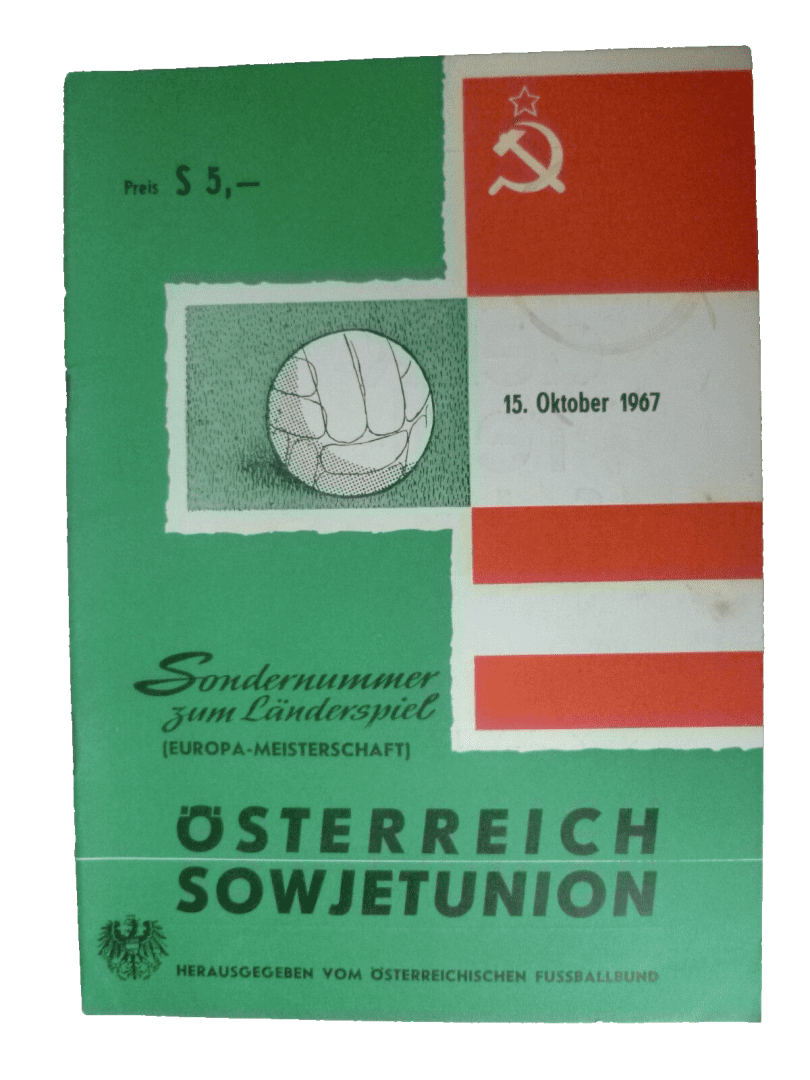 Preis S 5,—
15. Oktober 1967
Sondernummer
zum Länderspiel
(EUROPA-MEISTERSCHAFT)
ÖSTERREICH
SOWJETUNION
HERAUSGEGEBEN VOM ÖSTERREICHISCHEN FUSSBALLBUND